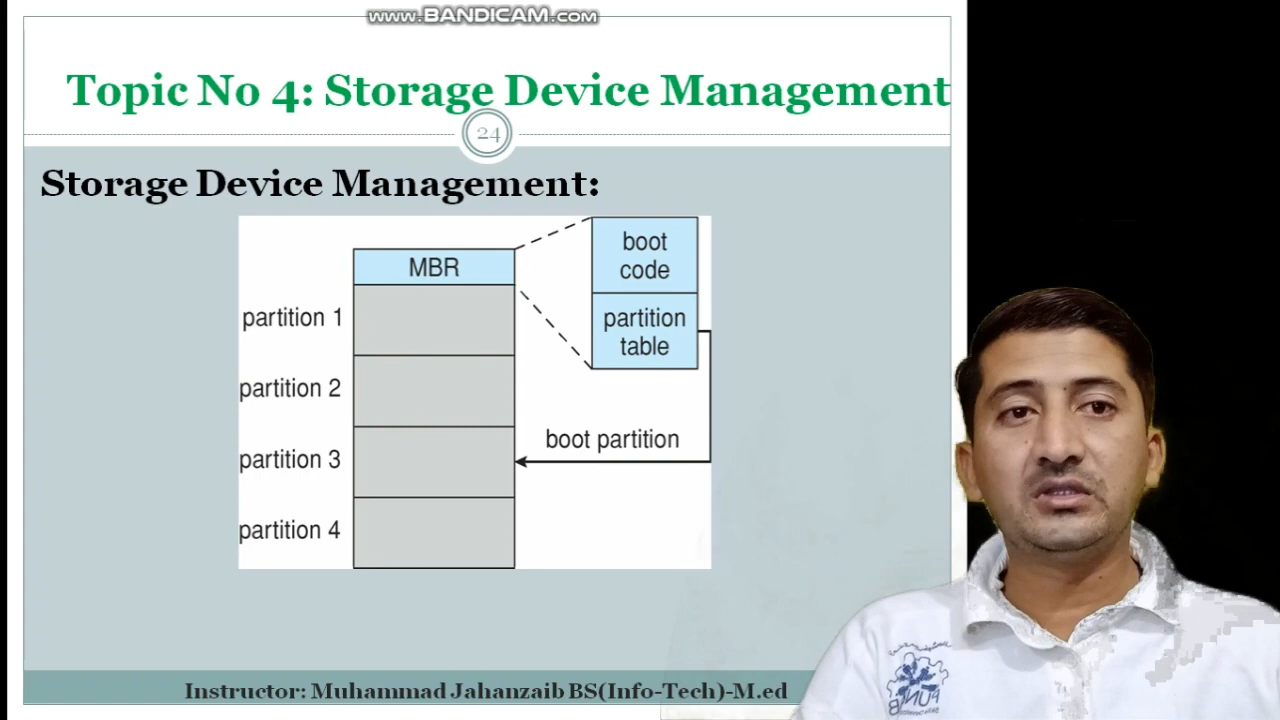 www.BANDICAM.com
Topic No 4: Storage Device Management
24
Storage Device Management:
MBR
boot
code
partition
table
partition 1
partition 2
boot partition
partition 3
partition 4
Instructor: Muhammad Jahanzaib BS(Info-Tech)-M.ed